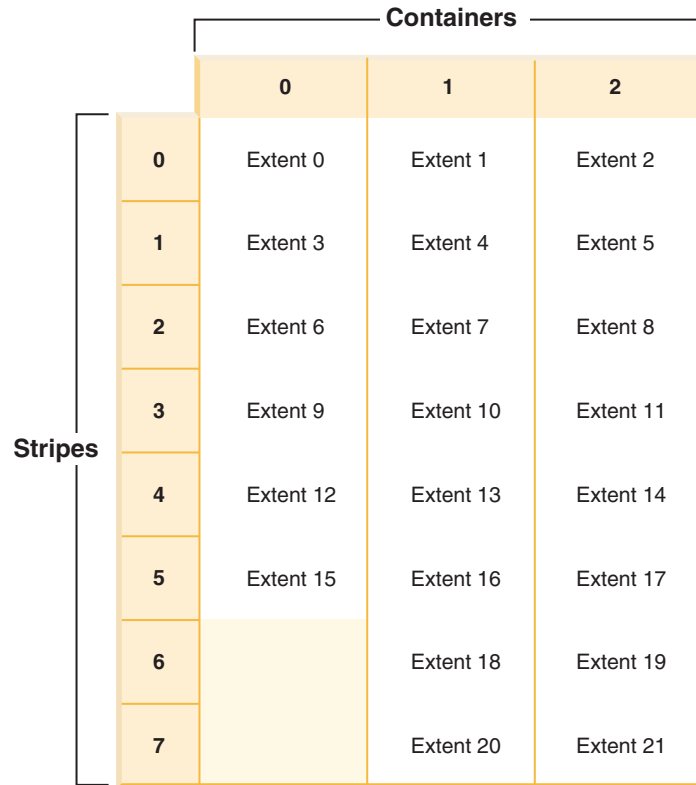 Containers
0 1 2
0 Extent 0 Extent 1 Extent 2
1 Extent 3 Extent 4 Extent 5
2 Extent 6 Extent 7 Extent 8
3 Extent 9 Extent 10 Extent 11
Stripes
4 Extent 12 Extent 13 Extent 14
5 Extent 15 Extent 16 Extent 17
6 Extent 18 Extent 19
7 Extent 20 Extent 21